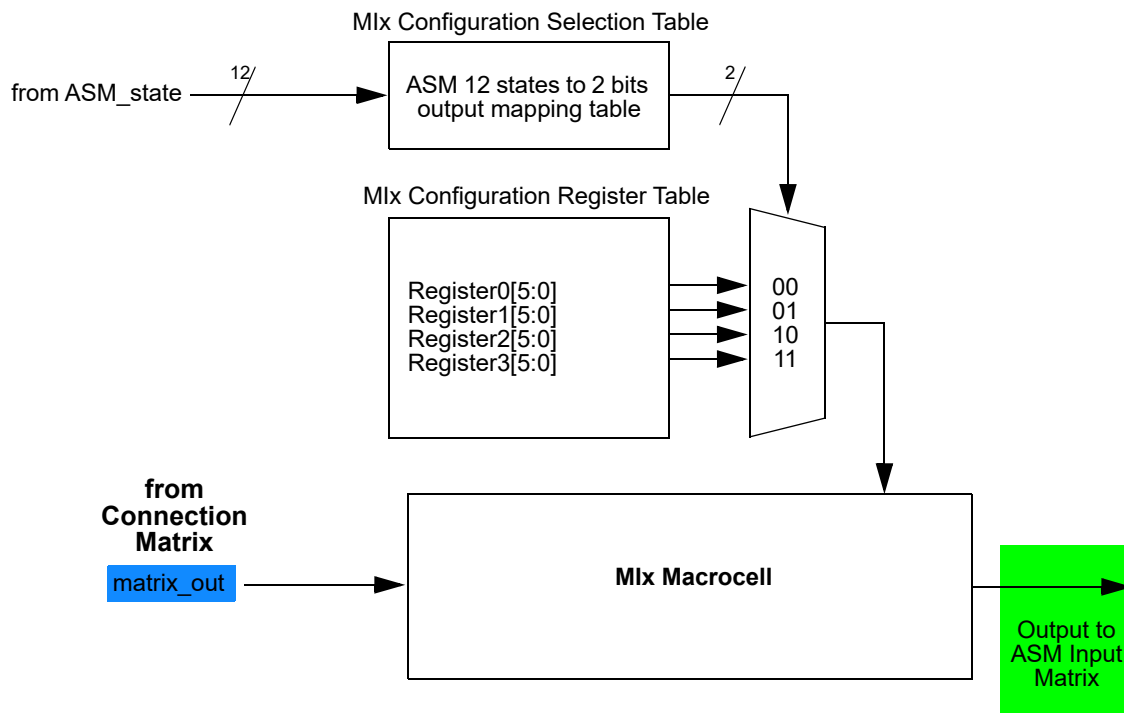 MIx Configuration Selection Table
from ASM_state
12
ASM 12 states to 2 bits
output mapping table
2
MIx Configuration Register Table
Register0[5:0]
Register1[5:0]
Register2[5:0]
Register3[5:0]
00
01
10
11
from
Connection
Matrix
matrix_out
MIx Macrocell
Output to
ASM Input
Matrix